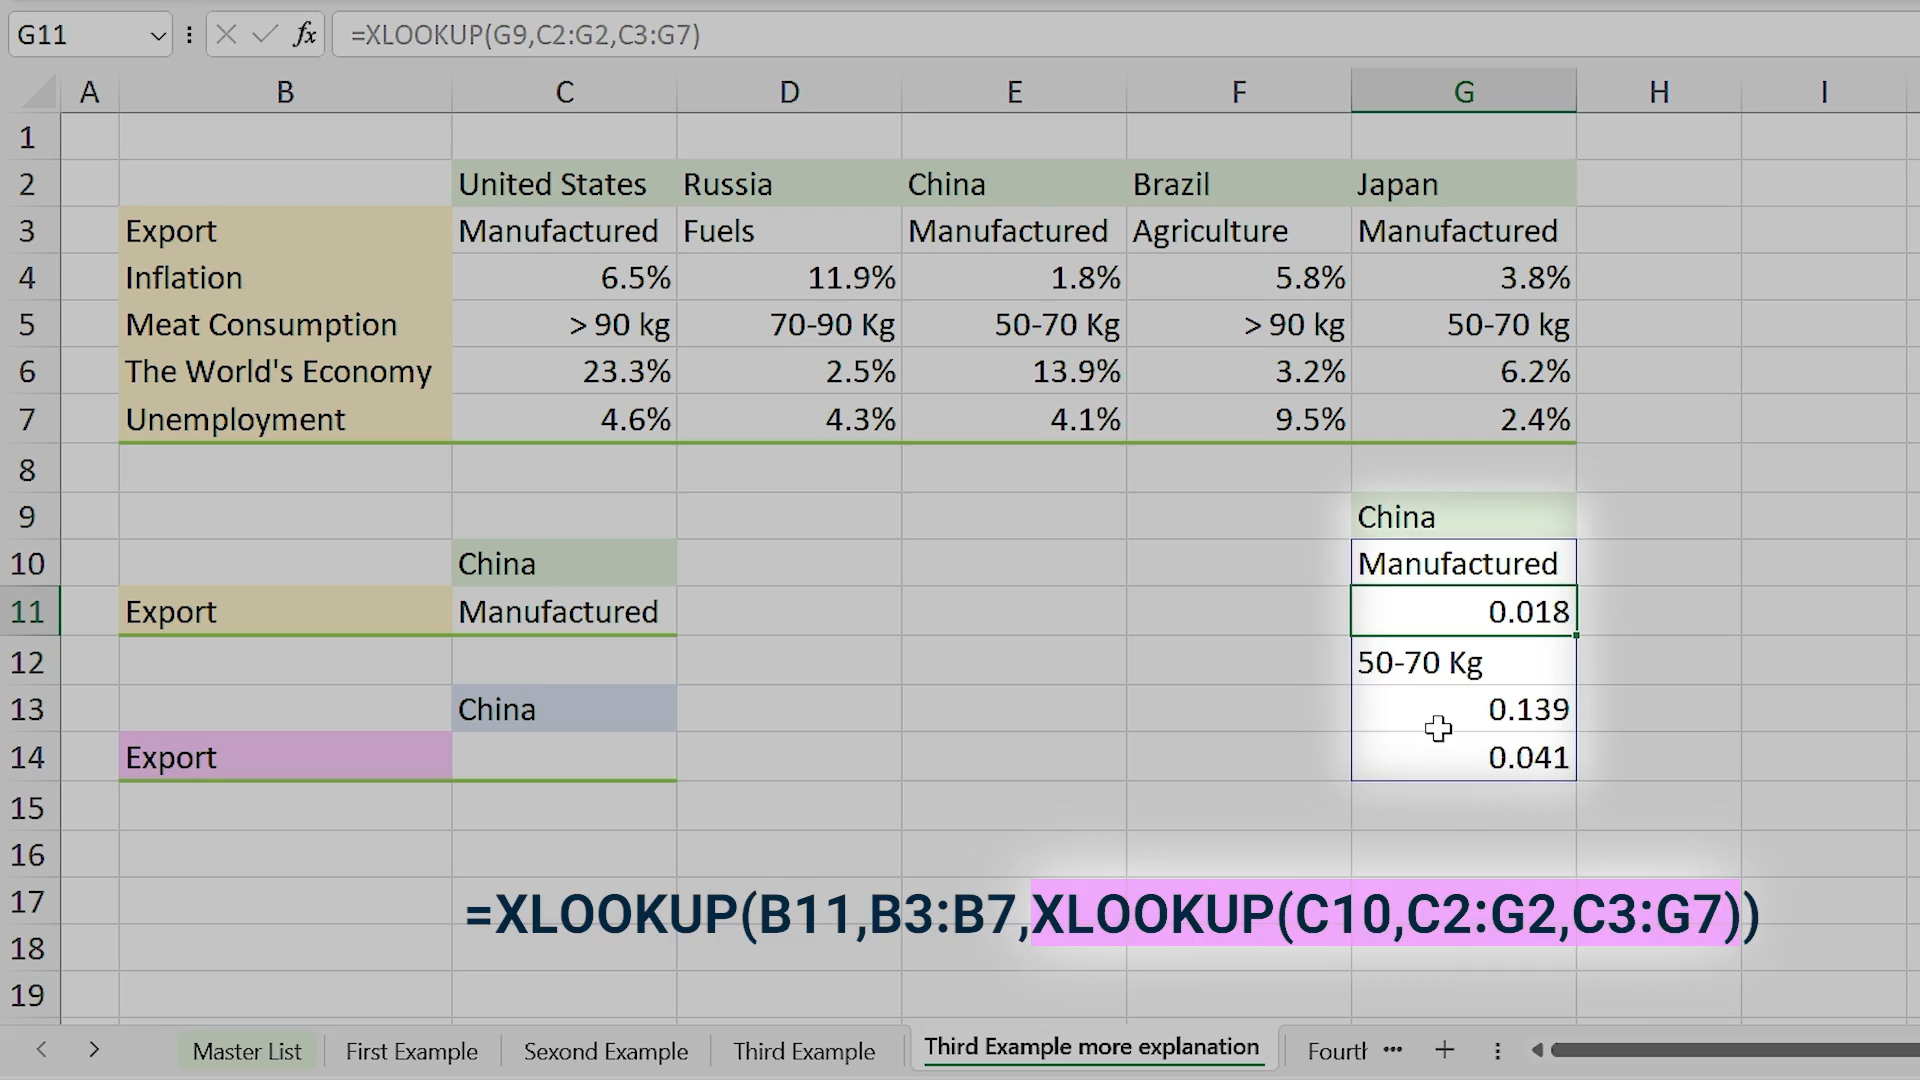 G11 fx =XLOOKUP(G9,C2:G2,C3:G7)
A B C D E F G H I
1
2 United States Russia China Brazil Japan
3 Export Manufactured Fuels Manufactured Agriculture Manufactured
4 Inflation 6.5% 11.9% 1.8% 5.8% 3.8%
5 Meat Consumption > 90 kg 70-90 Kg 50-70 Kg > 90 kg 50-70 kg
6 The World's Economy 23.3% 2.5% 13.9% 3.2% 6.2%
7 Unemployment 4.6% 4.3% 4.1% 9.5% 2.4%
8
9 China
10 China Manufactured
11 Export Manufactured 0.018
12 50-70 Kg
13 China 0.139
14 Export 0.041
15
16
17 =XLOOKUP(B11,B3:B7,XLOOKUP(C10,C2:G2,C3:G7))
18
19
Master List First Example Sexond Example Third Example Third Example more explanation Fourth ...